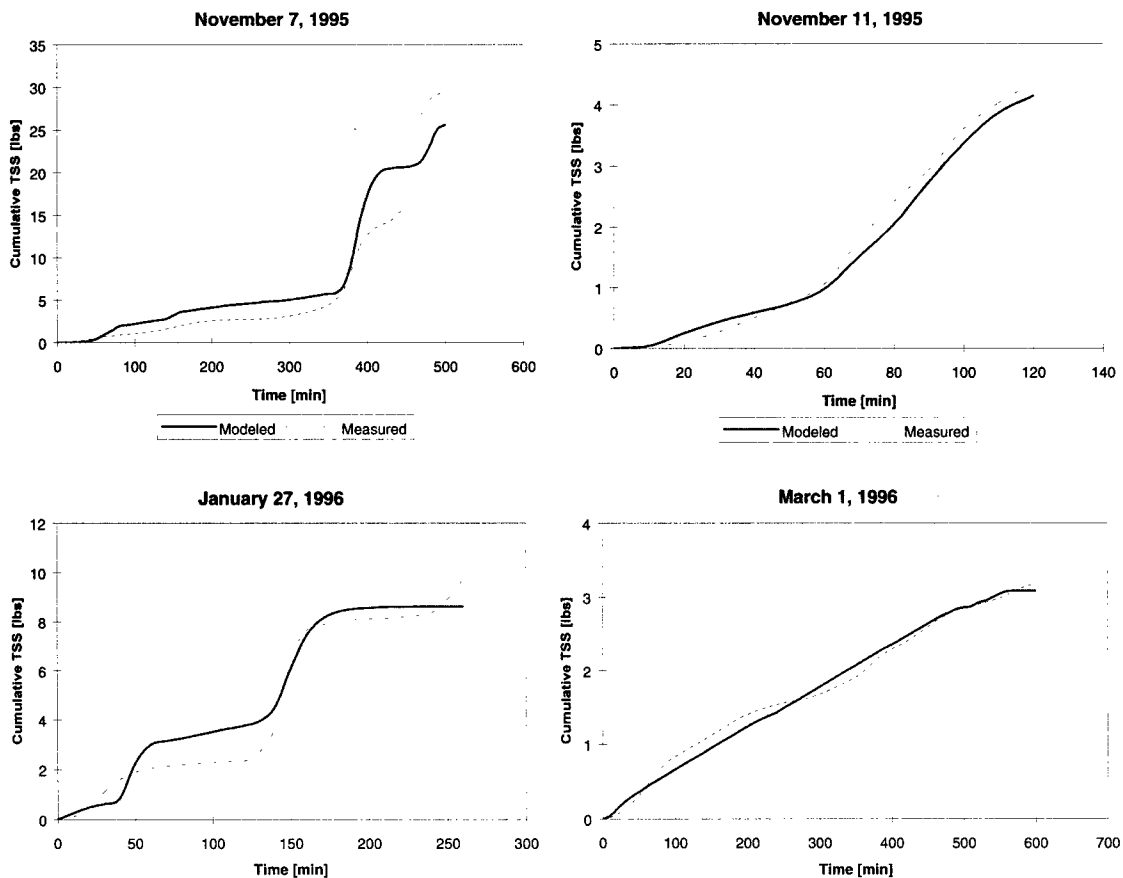 November 7, 1995
35
30
25
20
15
10
5
0
Cumulative TSS [lbs]
0 100 200 300 400 500 600
Time [min]
Modeled Measured
November 11, 1995
5
4
3
2
1
0
Cumulative TSS [lbs]
0 20 40 60 80 100 120 140
Time [min]
Modeled Measured
January 27, 1996
12
10
8
6
4
2
0
Cumulative TSS [lbs]
0 50 100 150 200 250 300
Time [min]
March 1, 1996
4
3
2
1
0
Cumulative TSS [lbs]
0 100 200 300 400 500 600 700
Time [min]